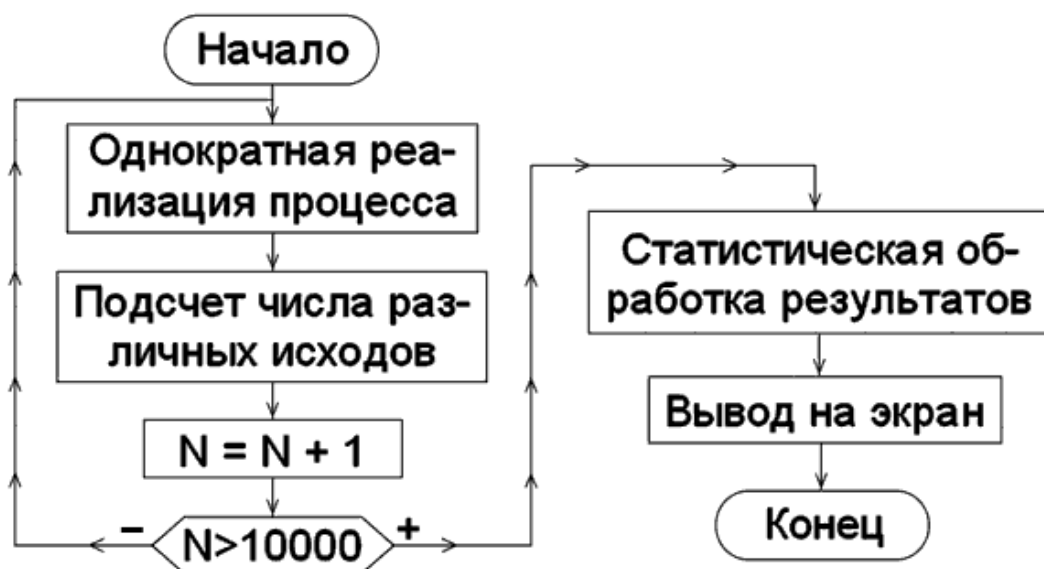 Начало
Однократная реа-
лизация процесса
Подсчет числа раз-
личных исходов
N = N + 1
– N>10000 +
Статистическая об-
работка результатов
Вывод на экран
Конец